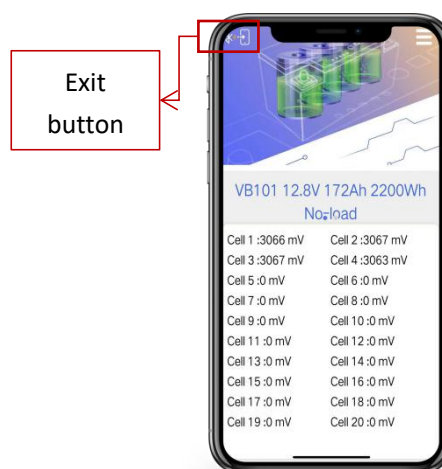 Exit
button
VB101 12.8V 172Ah 2200Wh
No-load
Cell 1 :3066 mV Cell 2 :3067 mV
Cell 3 :3067 mV Cell 4 :3063 mV
Cell 5 :0 mV Cell 6 :0 mV
Cell 7 :0 mV Cell 8 :0 mV
Cell 9 :0 mV Cell 10 :0 mV
Cell 11 :0 mV Cell 12 :0 mV
Cell 13 :0 mV Cell 14 :0 mV
Cell 15 :0 mV Cell 16 :0 mV
Cell 17 :0 mV Cell 18 :0 mV
Cell 19 :0 mV Cell 20 :0 mV